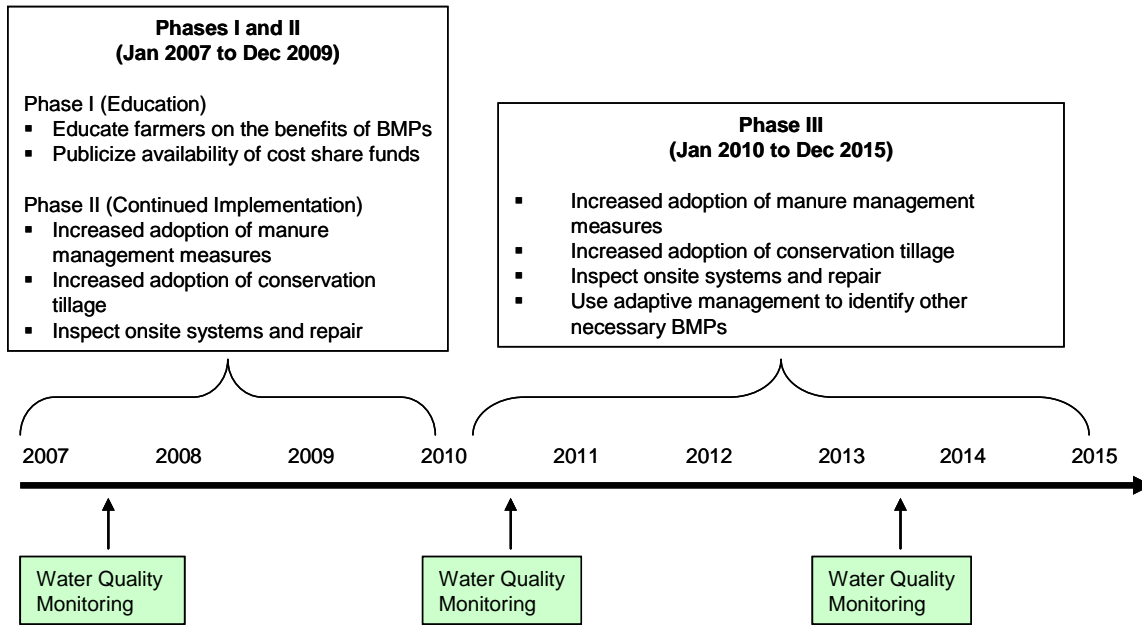 Phases I and II
(Jan 2007 to Dec 2009)
Phase I (Education)
▪ Educate farmers on the benefits of BMPs
▪ Publicize availability of cost share funds
Phase II (Continued Implementation)
▪ Increased adoption of manure
management measures
▪ Increased adoption of conservation
tillage
▪ Inspect onsite systems and repair
Phase III
(Jan 2010 to Dec 2015)
▪ Increased adoption of manure management
measures
▪ Increased adoption of conservation tillage
▪ Inspect onsite systems and repair
▪ Use adaptive management to identify other
necessary BMPs
2007 2008 2009 2010 2011 2012 2013 2014 2015
Water Quality
Monitoring
Water Quality
Monitoring
Water Quality
Monitoring